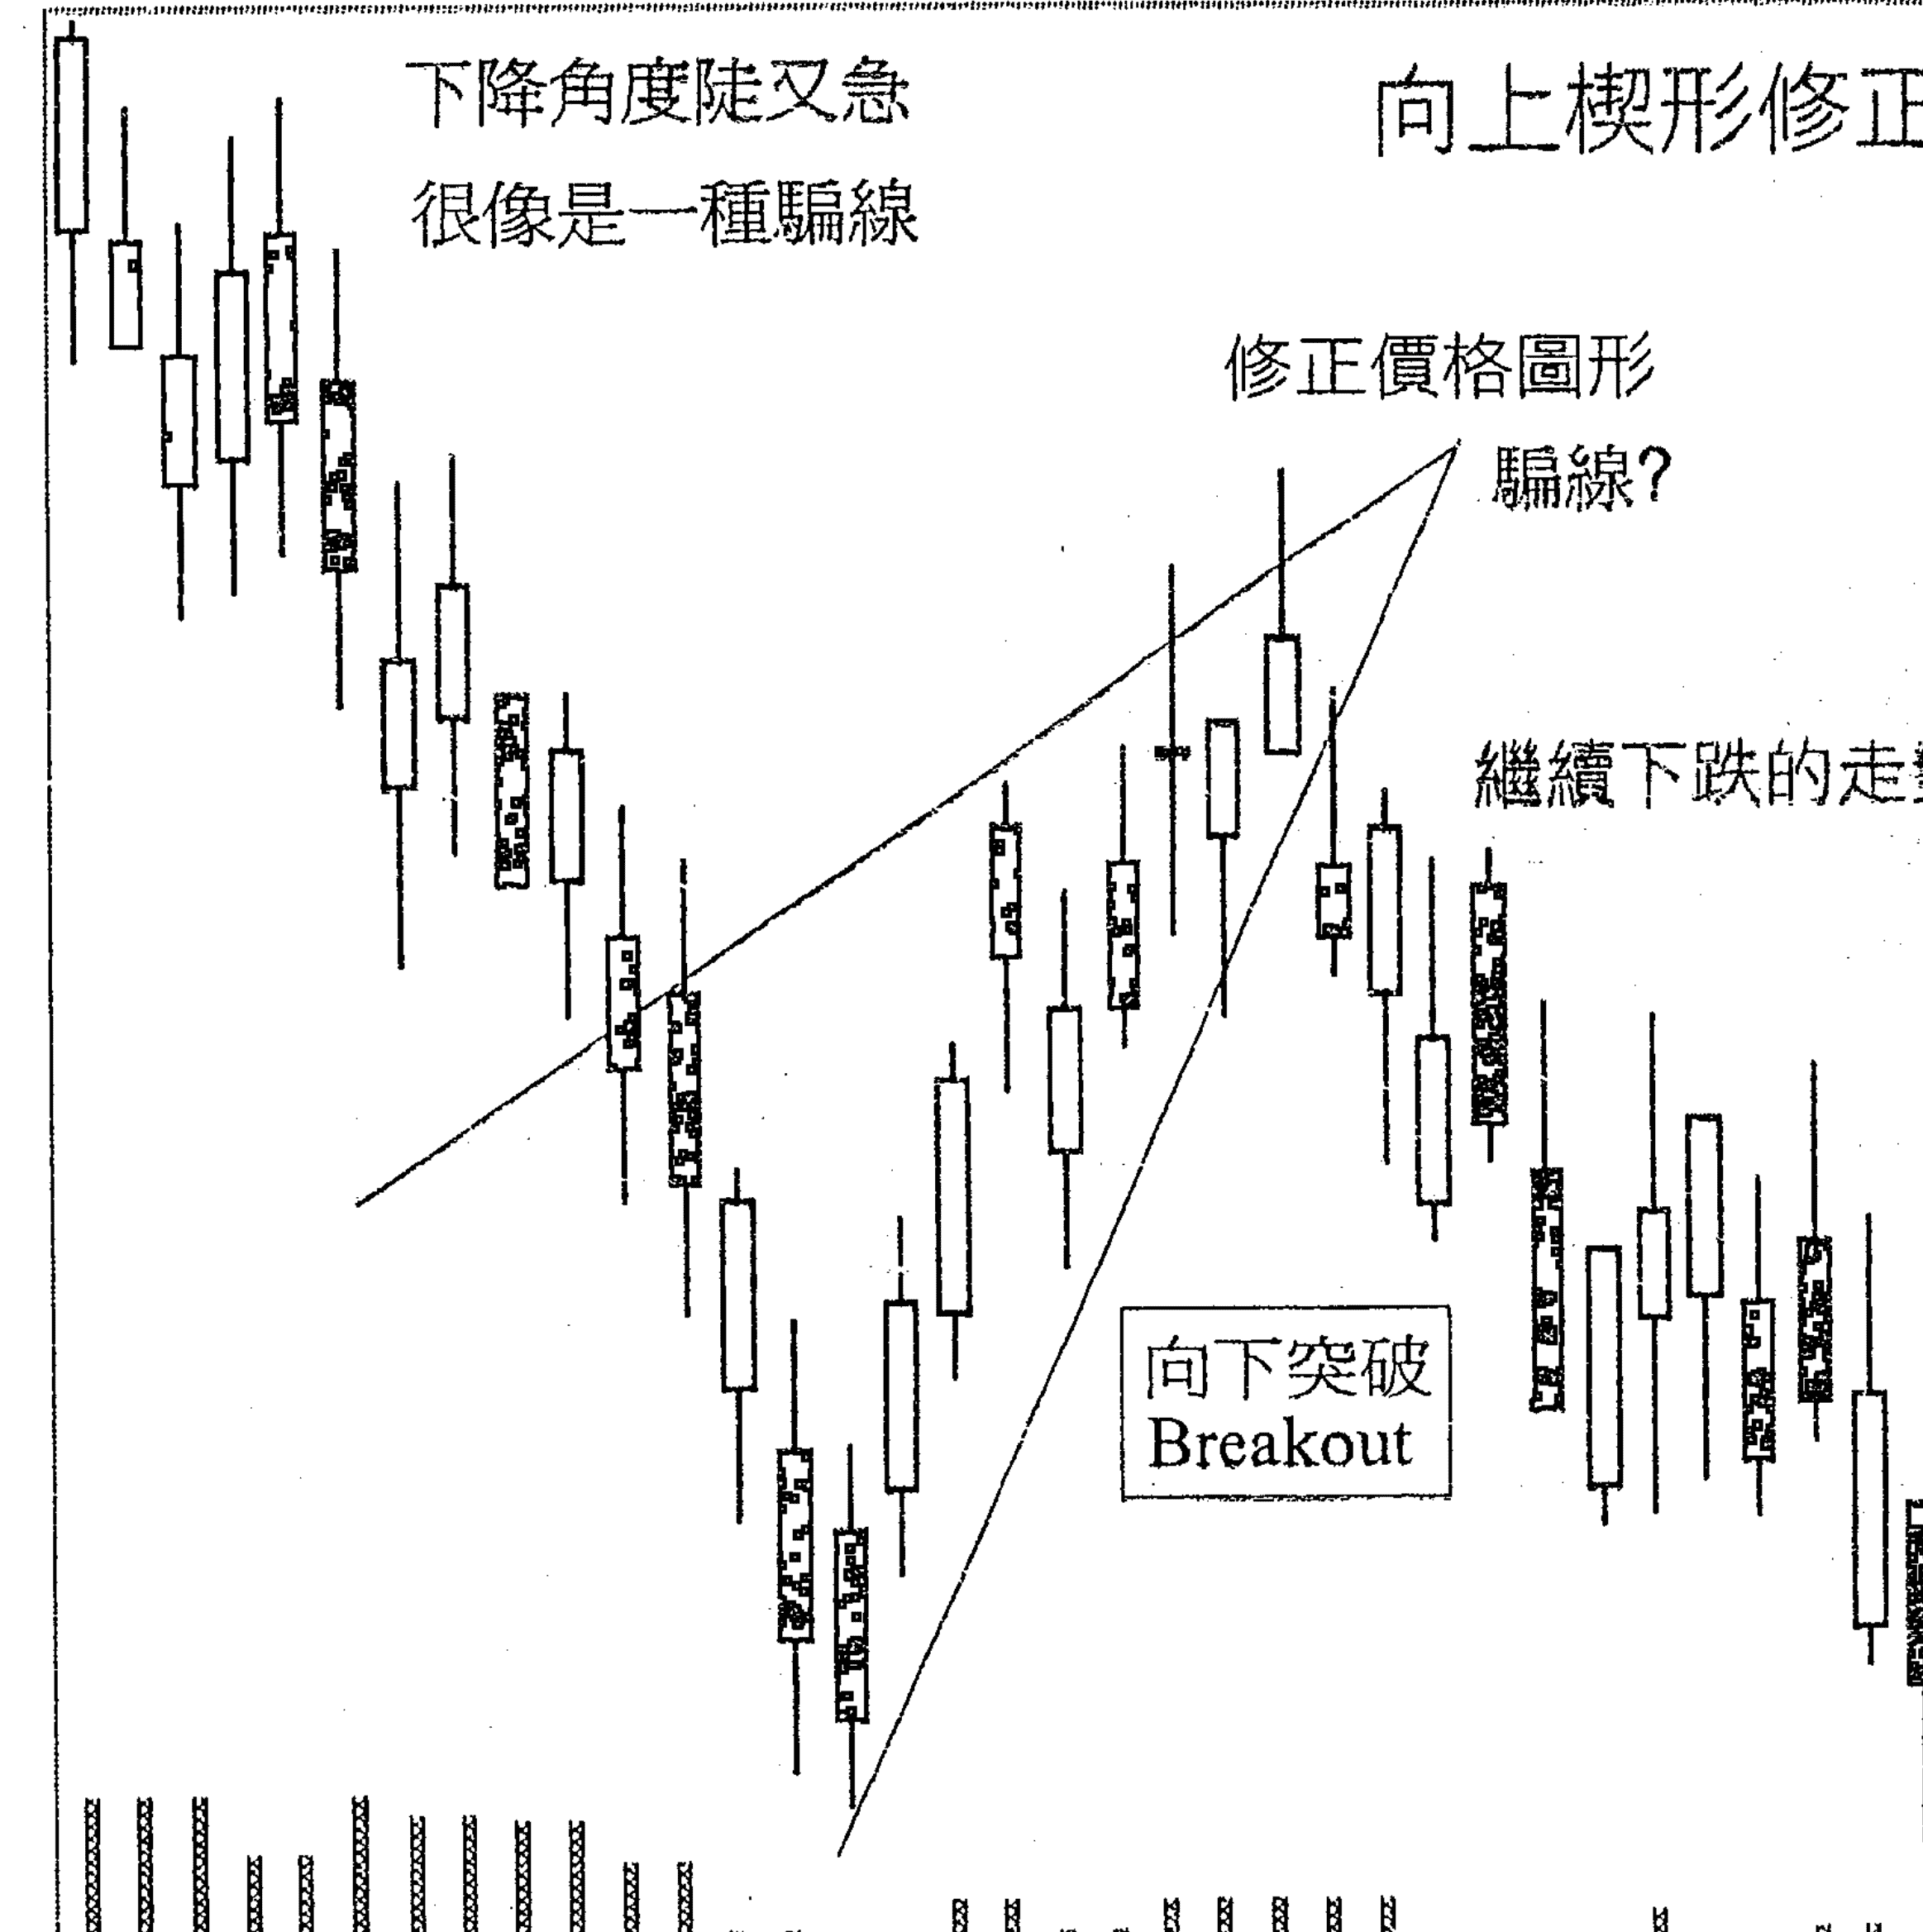 下降角度陡又急
很像是一種騙線
向上楔形修正
修正價格圖形
騙線?
繼續下跌的走
向下突破
Breakout